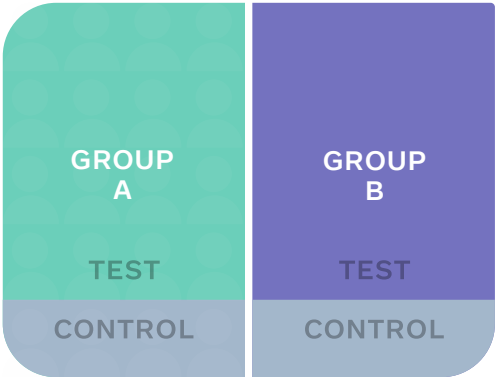 GROUP
A
TEST
CONTROL
GROUP
B
TEST
CONTROL